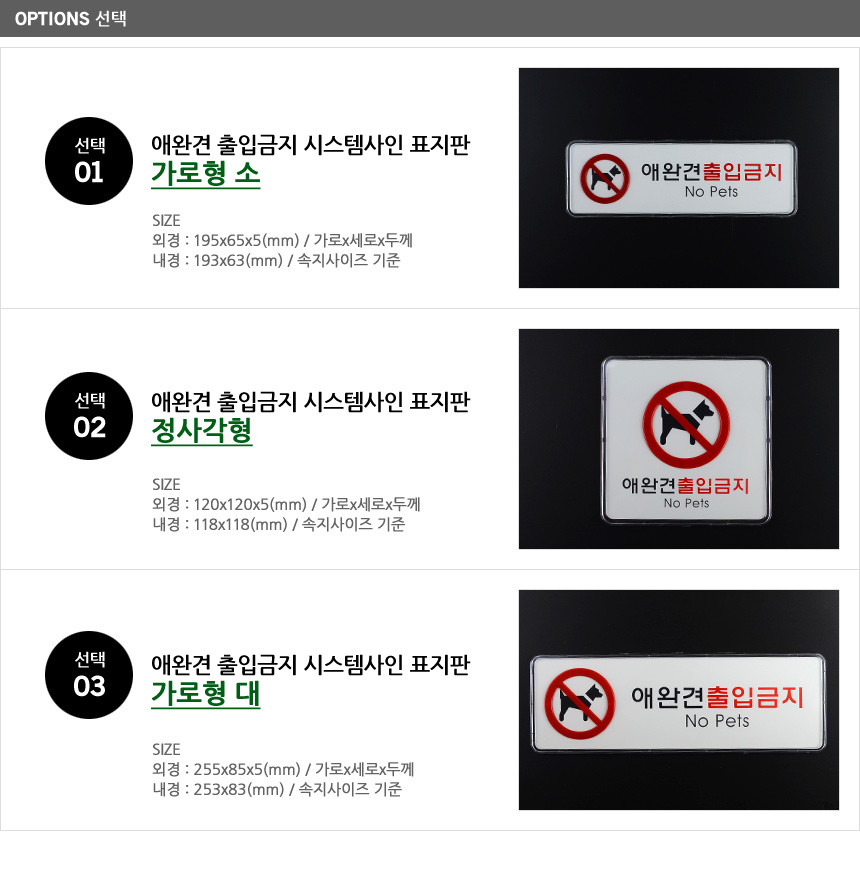 OPTIONS 선택
선택
01
애완견 출입금지 시스템사인 표지판
가로형 소
SIZE
외경 : 195x65x5(mm) / 가로x세로x두께
내경 : 193x63(mm) / 속지사이즈 기준
애완견출입금지
No Pets
선택
02
애완견 출입금지 시스템사인 표지판
정사각형
SIZE
외경 : 120x120x5(mm) / 가로x세로x두께
내경 : 118x118(mm) / 속지사이즈 기준
애완견출입금지
No Pets
선택
03
애완견 출입금지 시스템사인 표지판
가로형 대
SIZE
외경 : 255x85x5(mm) / 가로x세로x두께
내경 : 253x83(mm) / 속지사이즈 기준
애완견출입금지
No Pets